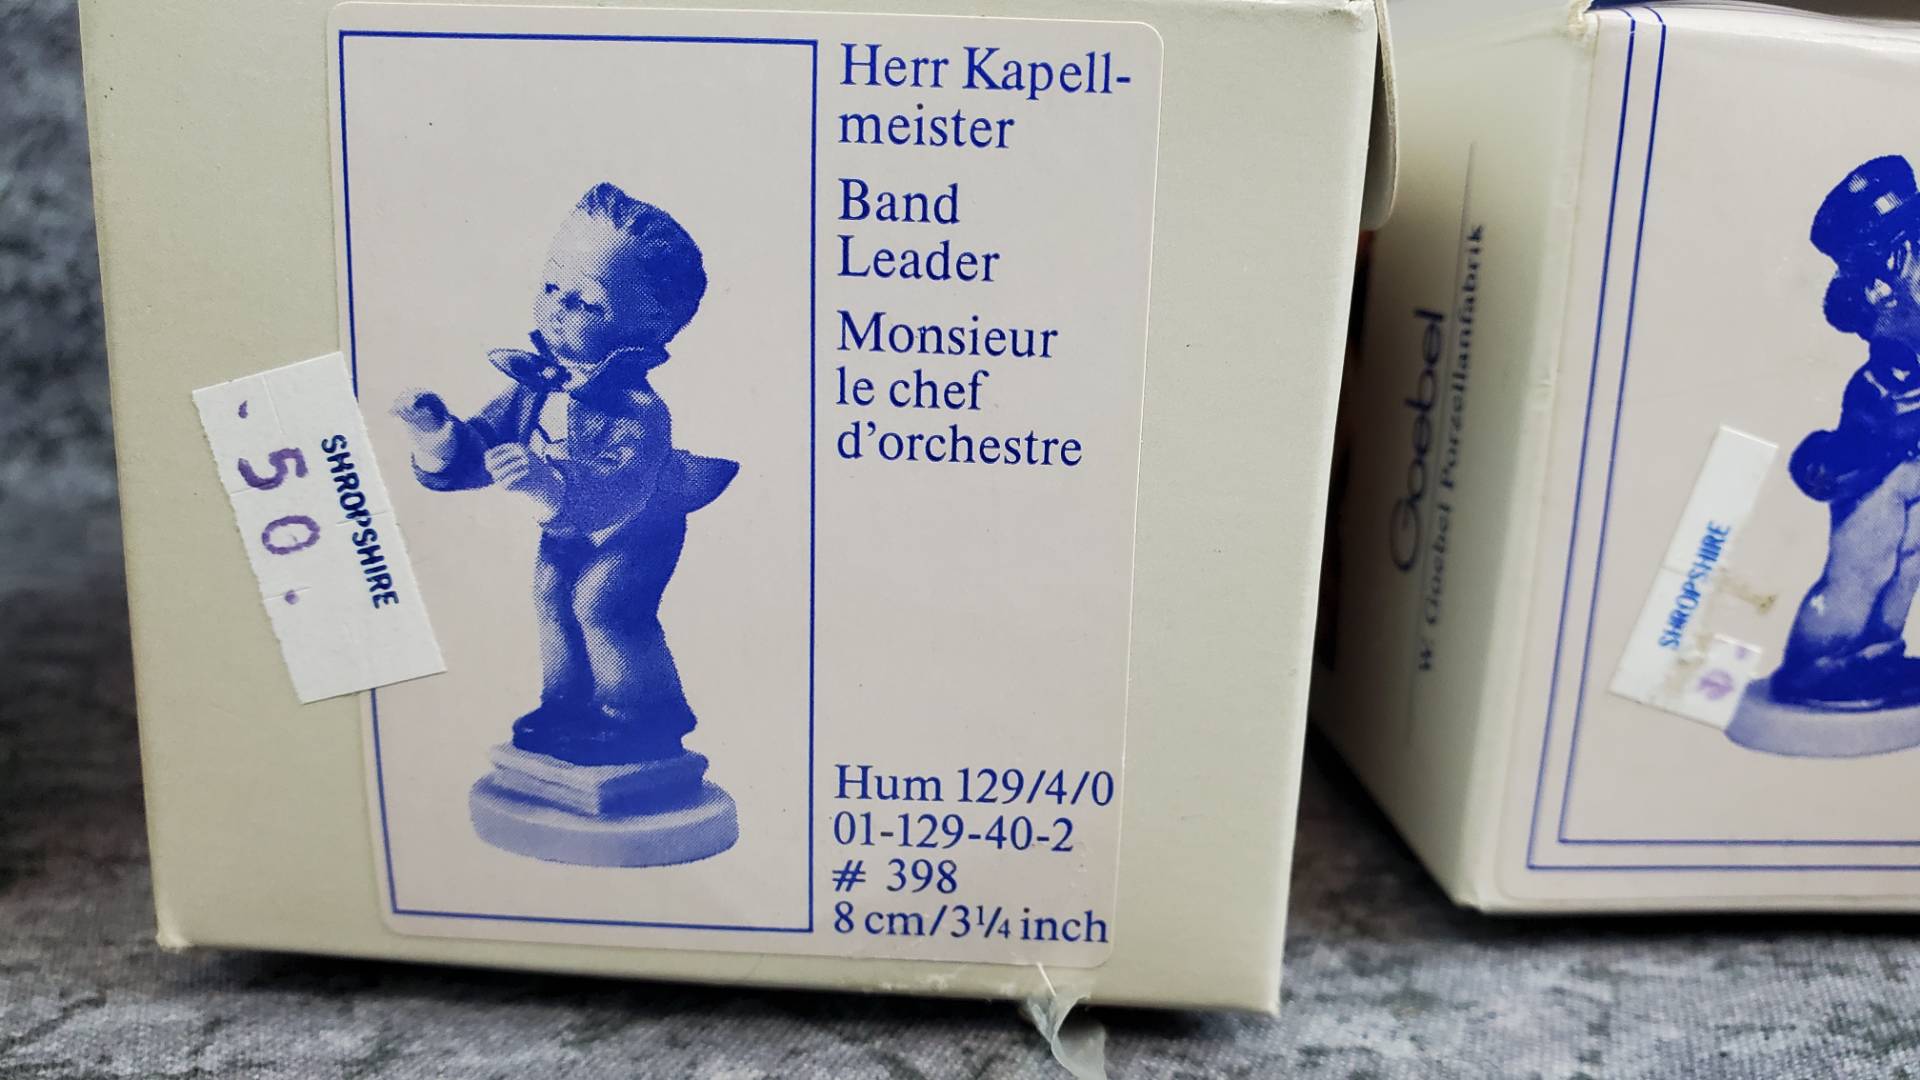 Herr Kapell-
meister
Band
Leader
Monsieur
le chef
d'orchestre
Hum 129/4/0
01-129-40-2
# 398
8 cm/3¼ inch
SHROPSHIRE
. 50 .
Goebel
W. Goebel Porzellanfabrik
SHROPSHIRE